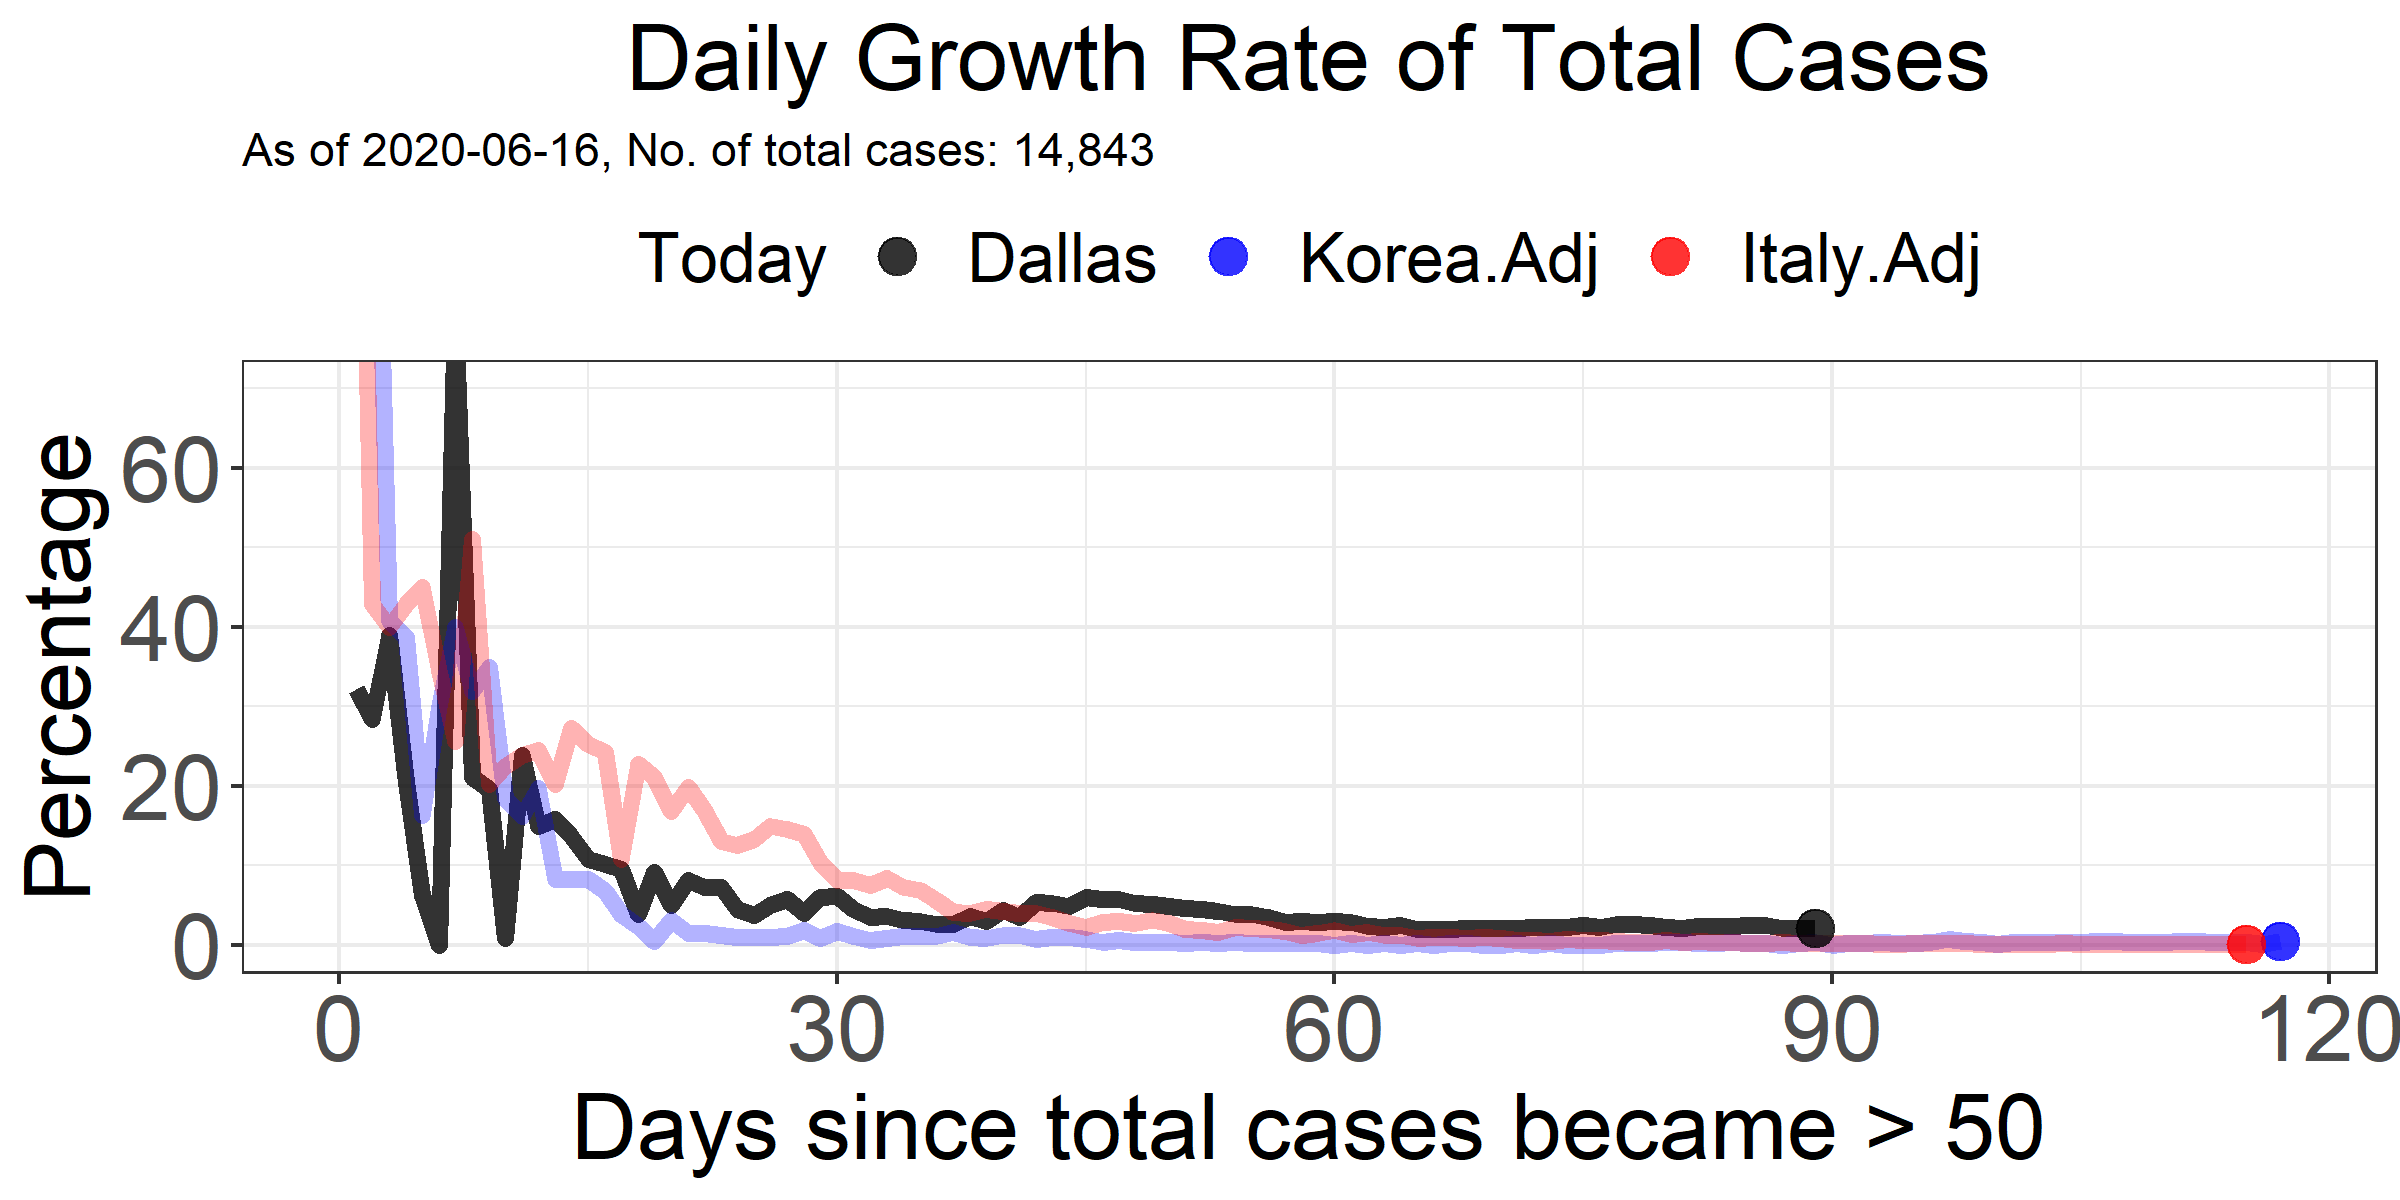 Daily Growth Rate of Total Cases
As of 2020-06-16, No. of total cases: 14,843
Today Dallas Korea.Adj Italy.Adj
Percentage
60
40
20
0
0 30 60 90 120
Days since total cases became > 50